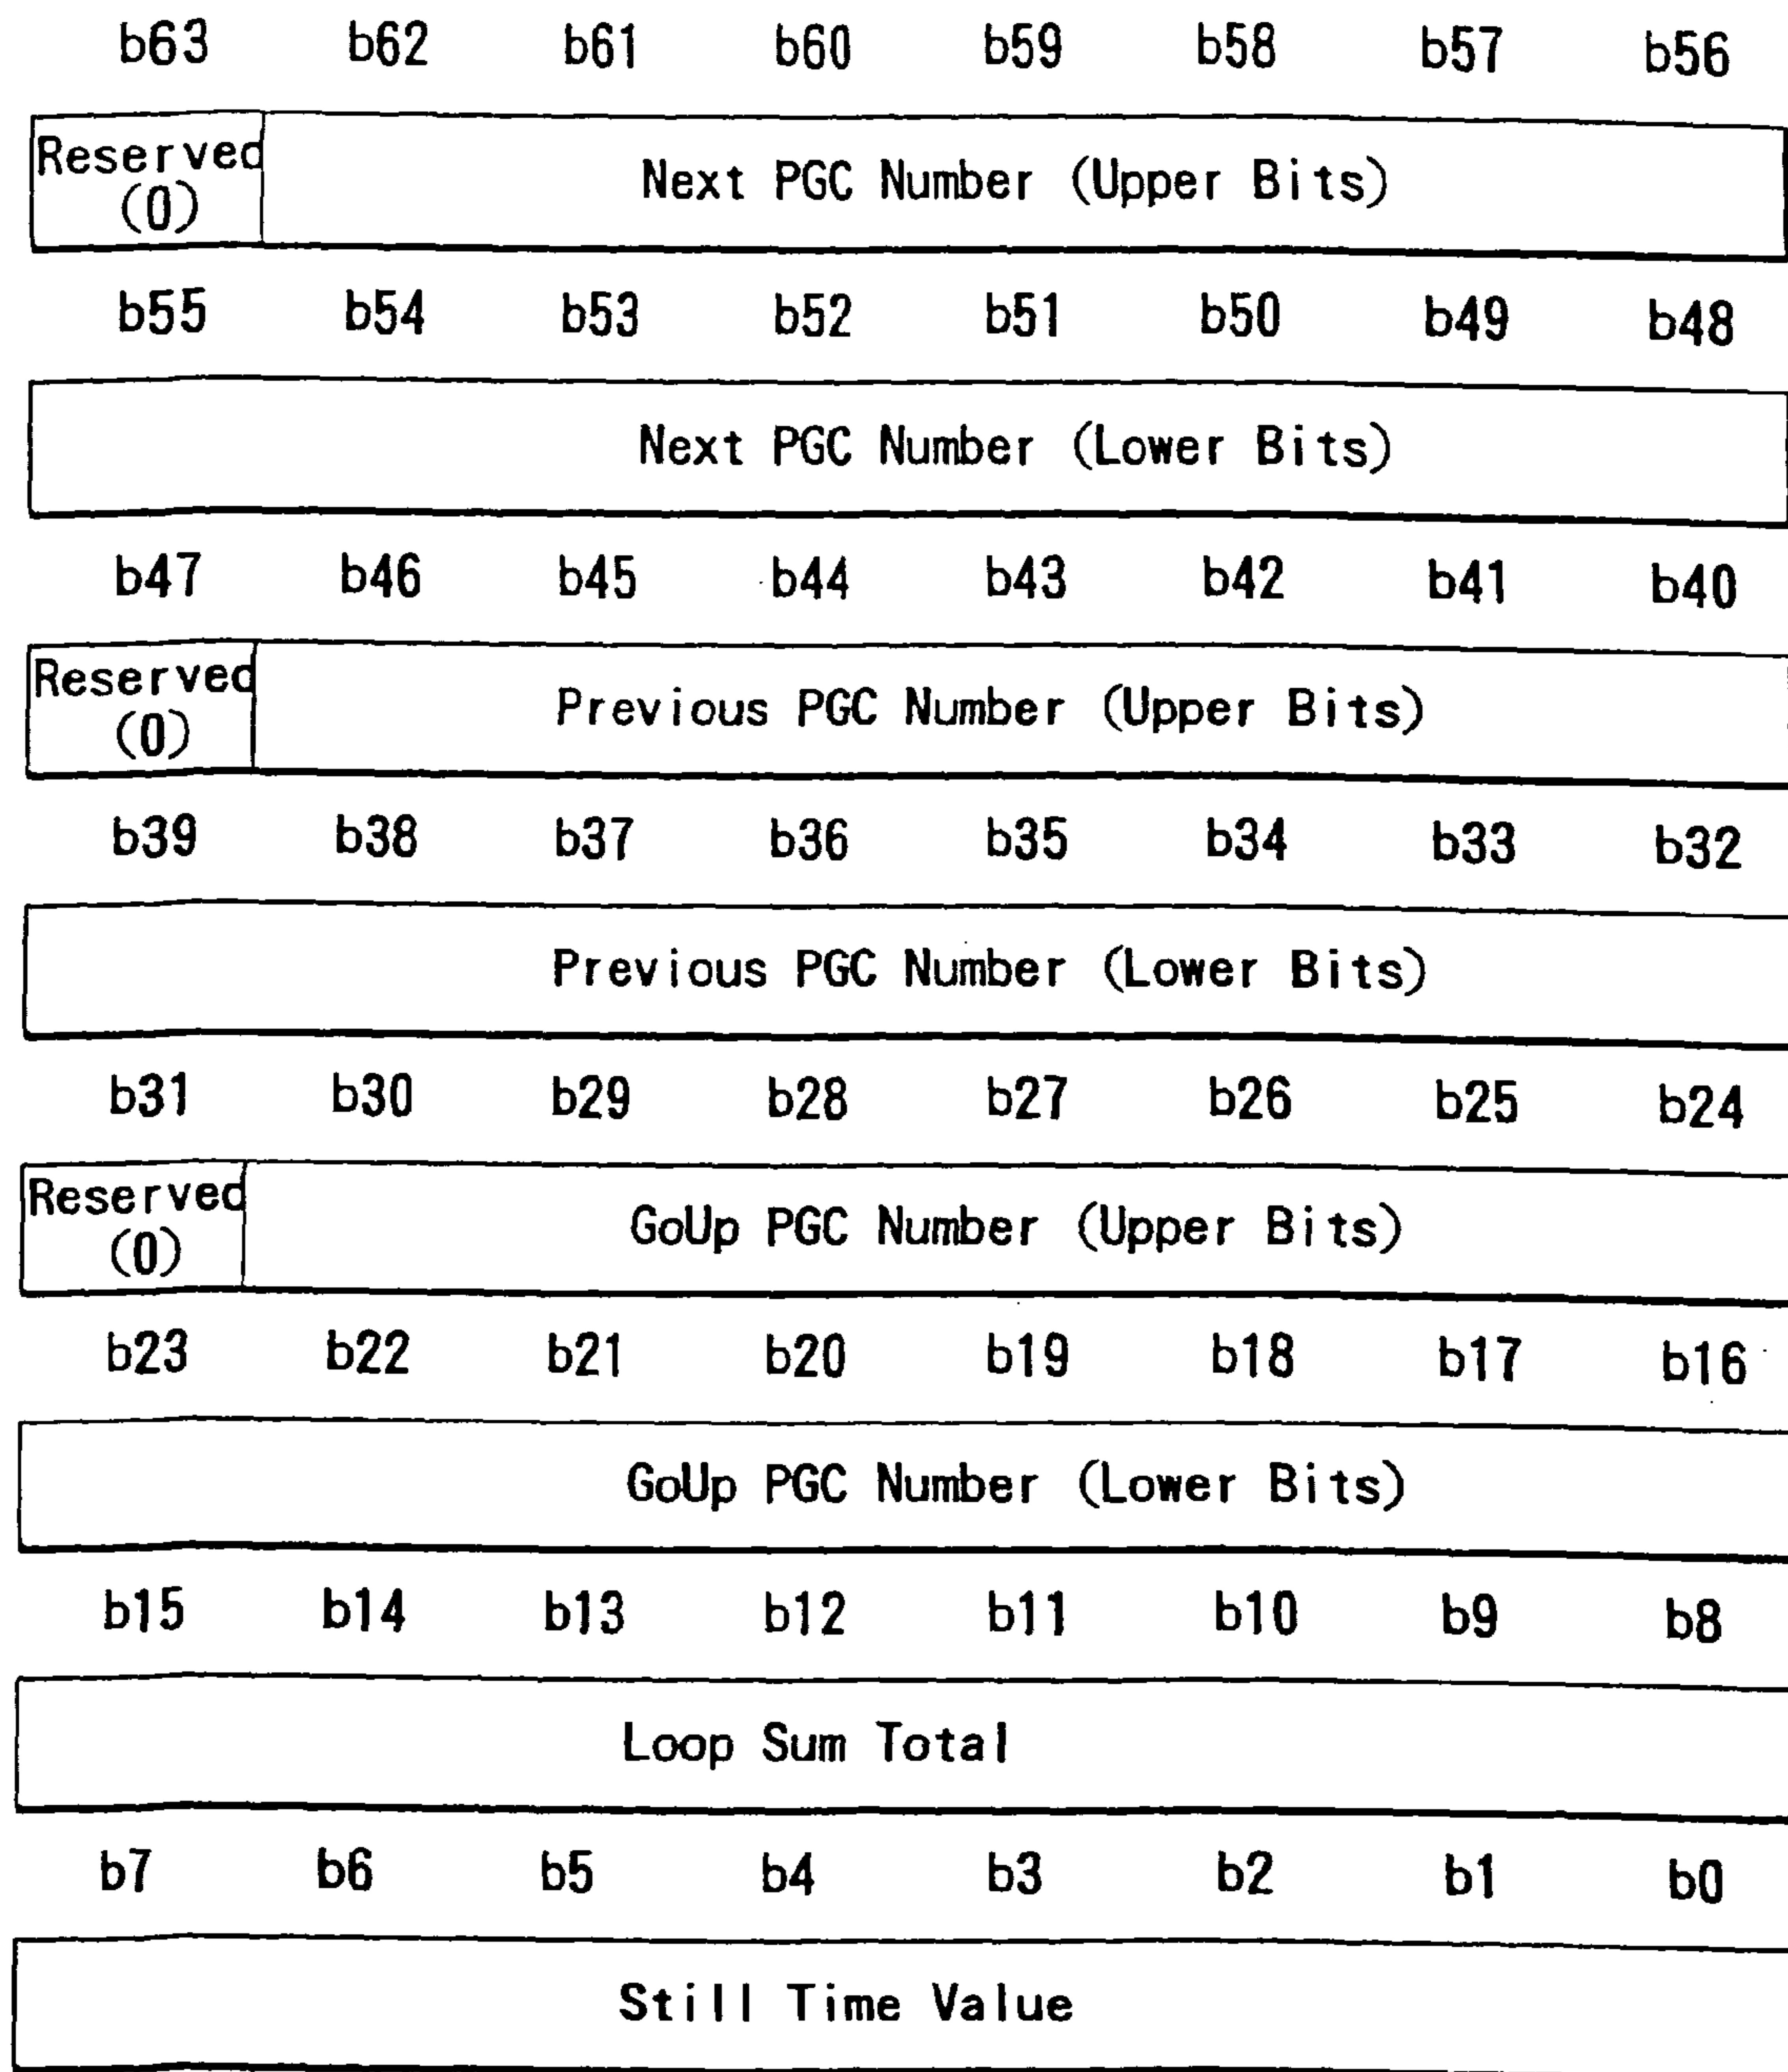 b63 b62 b61 b60 b59 b58 b57 b56
Reserved
(0)
Next PGC Number (Upper Bits)
b55 b54 b53 b52 b51 b50 b49 b48
Next PGC Number (Lower Bits)
b47 b46 b45 b44 b43 b42 b41 b40
Reserved
(0)
Previous PGC Number (Upper Bits)
b39 b38 b37 b36 b35 b34 b33 b32
Previous PGC Number (Lower Bits)
b31 b30 b29 b28 b27 b26 b25 b24
Reserved
(0)
GoUp PGC Number (Upper Bits)
b23 b22 b21 b20 b19 b18 b17 b16
GoUp PGC Number (Lower Bits)
b15 b14 b13 b12 b11 b10 b9 b8
Loop Sum Total
b7 b6 b5 b4 b3 b2 b1 b0
Still Time Value